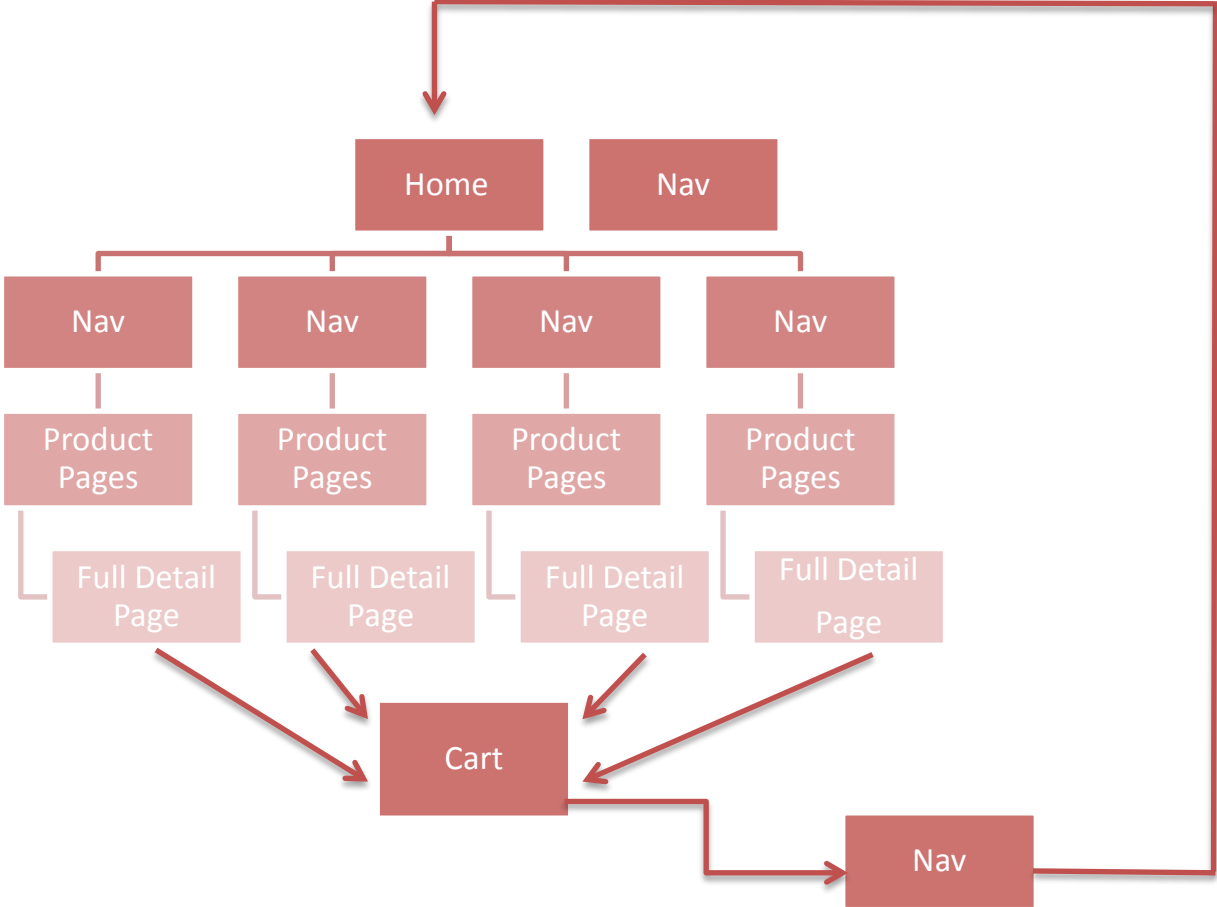 Home
Nav
Nav
Nav
Nav
Nav
Product
Pages
Product
Pages
Product
Pages
Product
Pages
Full Detail
Page
Full Detail
Page
Full Detail
Page
Full Detail
Page
Cart
Nav